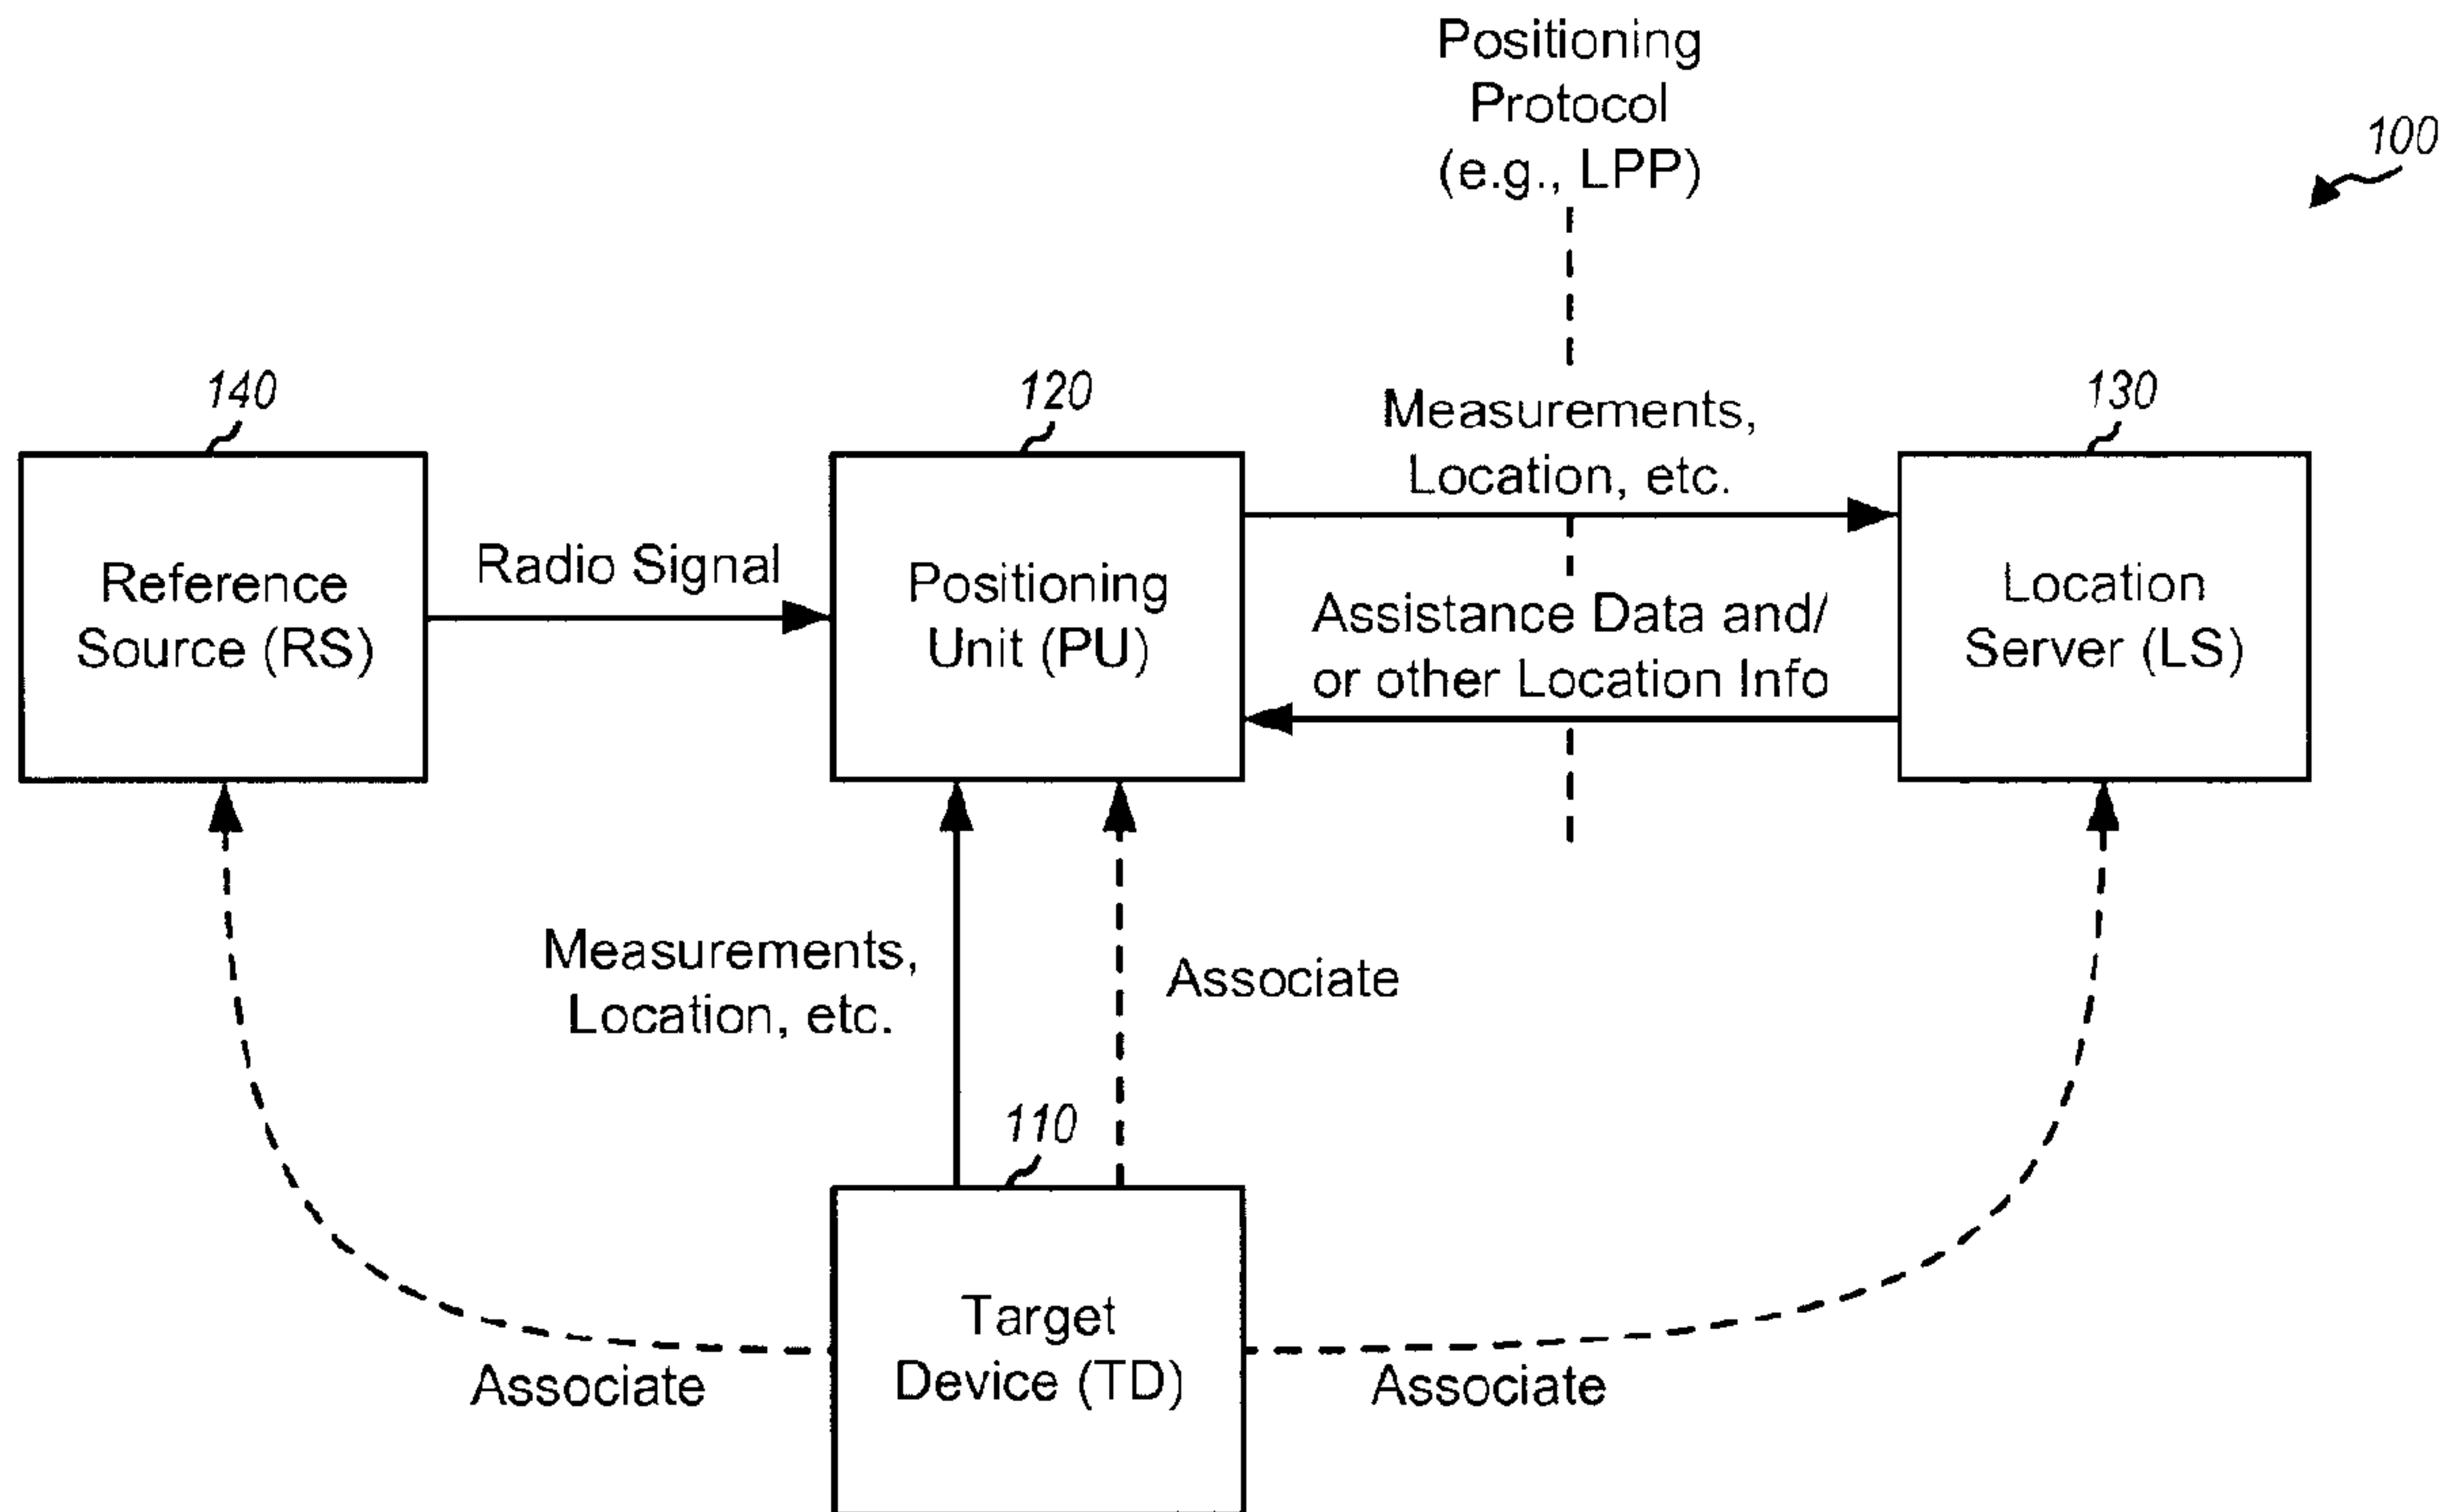 Positioning
Protocol
(e.g., LPP)
100
140
120
Measurements,
Location, etc.
130
Reference
Source (RS)
Radio Signal
Positioning
Unit (PU)
Assistance Data and/
or other Location Info
Location
Server (LS)
Measurements,
Location, etc.
Associate
110
Target
Device (TD)
Associate
Associate